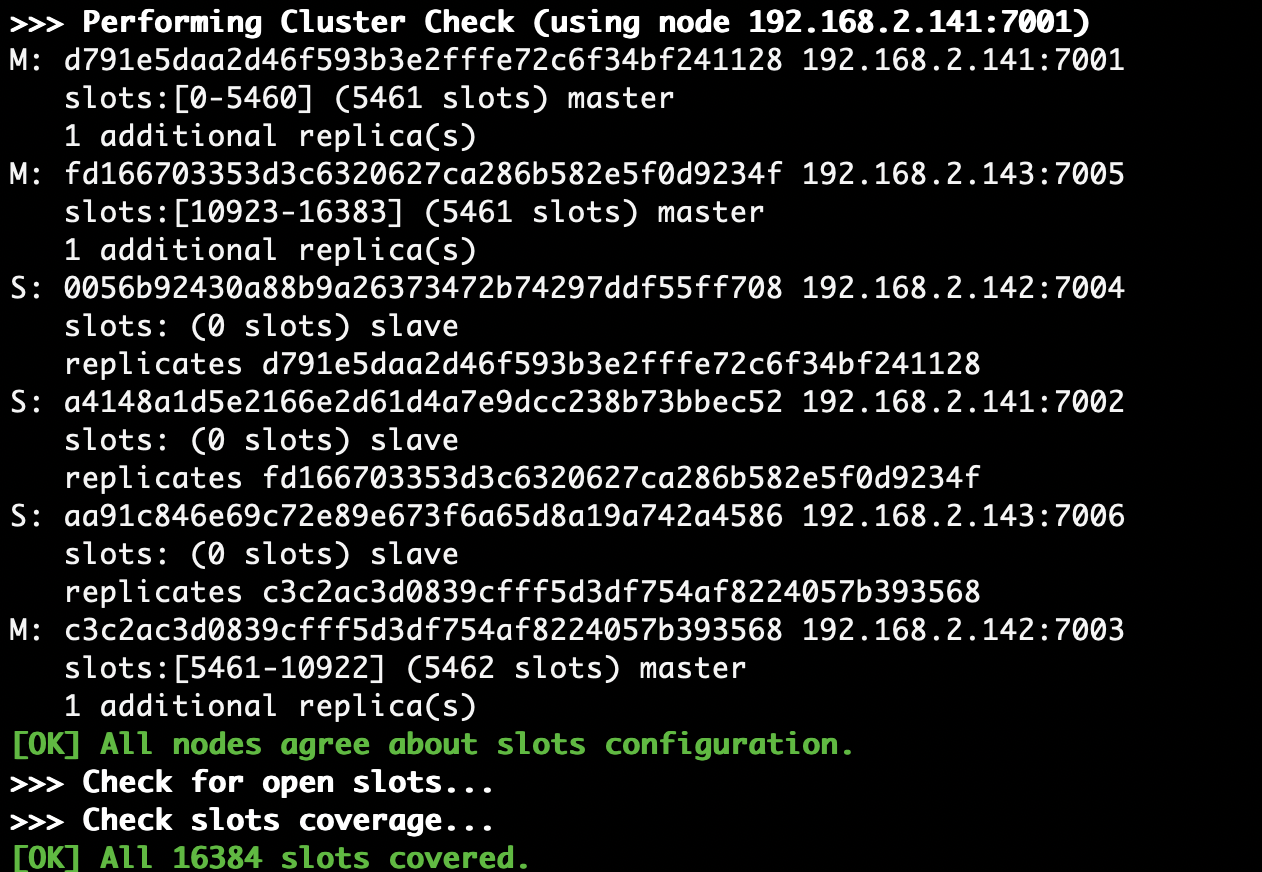 >>> Performing Cluster Check (using node 192.168.2.141:7001)
M: d791e5daa2d46f593b3e2fffe72c6f34bf241128 192.168.2.141:7001
   slots:[0-5460] (5461 slots) master
   1 additional replica(s)
M: fd166703353d3c6320627ca286b582e5f0d9234f 192.168.2.143:7005
   slots:[10923-16383] (5461 slots) master
   1 additional replica(s)
S: 0056b92430a88b9a26373472b74297ddf55ff708 192.168.2.142:7004
   slots: (0 slots) slave
   replicates d791e5daa2d46f593b3e2fffe72c6f34bf241128
S: a4148a1d5e2166e2d61d4a7e9dcc238b73bbec52 192.168.2.141:7002
   slots: (0 slots) slave
   replicates fd166703353d3c6320627ca286b582e5f0d9234f
S: aa91c846e69c72e89e673f6a65d8a19a742a4586 192.168.2.143:7006
   slots: (0 slots) slave
   replicates c3c2ac3d0839cfff5d3df754af8224057b393568
M: c3c2ac3d0839cfff5d3df754af8224057b393568 192.168.2.142:7003
   slots:[5461-10922] (5462 slots) master
   1 additional replica(s)
[OK] All nodes agree about slots configuration.
>>> Check for open slots...
>>> Check slots coverage...
[OK] All 16384 slots covered.